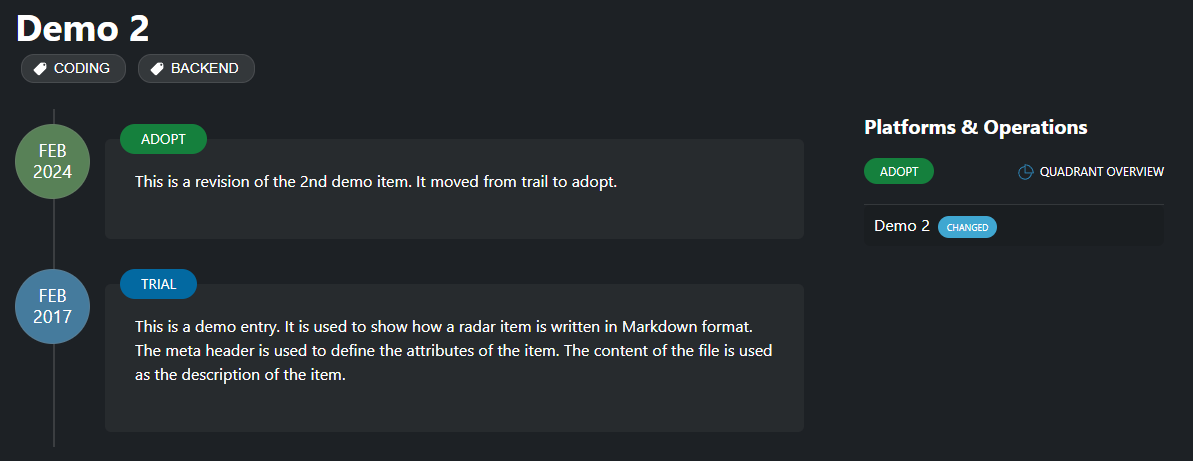 Demo 2
CODING
BACKEND
FEB
2024
ADOPT
This is a revision of the 2nd demo item. It moved from trail to adopt.
FEB
2017
TRIAL
This is a demo entry. It is used to show how a radar item is written in Markdown format.
The meta header is used to define the attributes of the item. The content of the file is used
as the description of the item.
Platforms & Operations
ADOPT
QUADRANT OVERVIEW
Demo 2
CHANGED